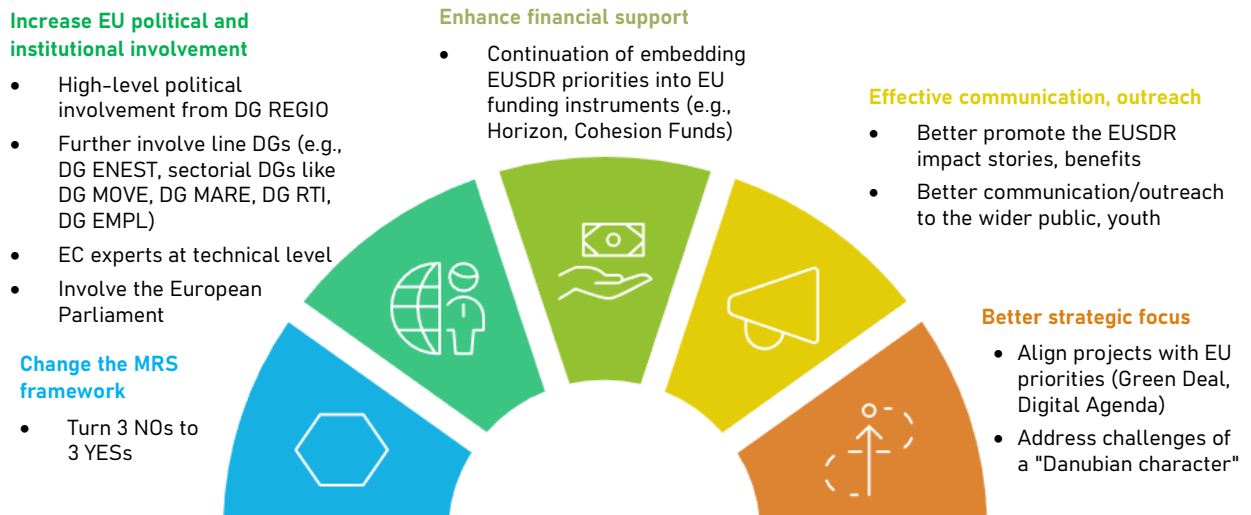 Increase EU political and
institutional involvement
• High-level political
involvement from DG REGIO
• Further involve line DGs (e.g.,
DG ENEST, sectorial DGs like
DG MOVE, DG MARE, DG RTI,
DG EMPL)
• EC experts at technical level
• Involve the European
Parliament
Change the MRS
framework
• Turn 3 NOs to
3 YESs
Enhance financial support
• Continuation of embedding
EUSDR priorities into EU
funding instruments (e.g.,
Horizon, Cohesion Funds)
Effective communication, outreach
• Better promote the EUSDR
impact stories, benefits
• Better communication/outreach
to the wider public, youth
Better strategic focus
• Align projects with EU
priorities (Green Deal,
Digital Agenda)
• Address challenges of
a "Danubian character"